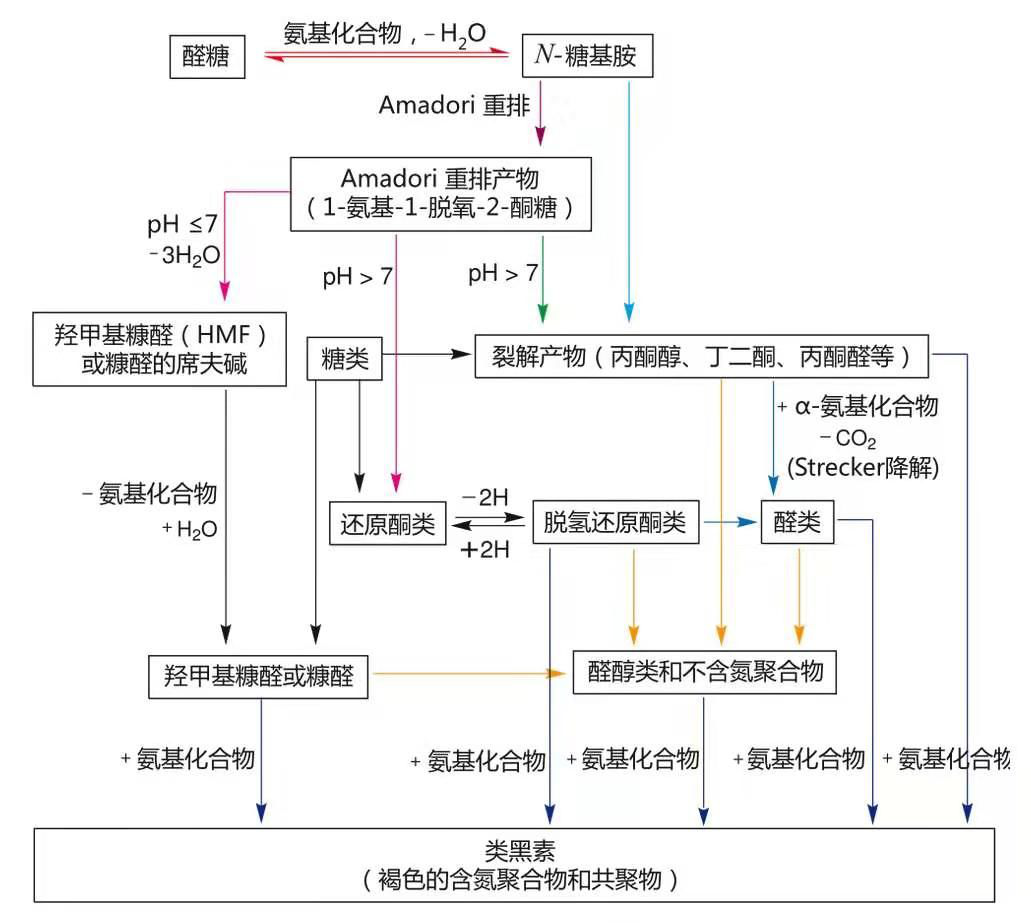 氨基化合物，－H₂O
醛糖
N-糖基胺
Amadori 重排
Amadori 重排产物
（1-氨基-1-脱氧-2-酮糖）
pH ≤7
－3H₂O
pH > 7
pH > 7
羟甲基糠醛（HMF）
或糠醛的席夫碱
糖类
裂解产物（丙酮醇、丁二酮、丙酮醛等）
+ α-氨基化合物
－CO₂
(Strecker降解)
－氨基化合物
+H₂O
还原酮类
－2H
+2H
脱氢还原酮类
醛类
羟甲基糠醛或糠醛
醛醇类和不含氮聚合物
+ 氨基化合物
+ 氨基化合物
+ 氨基化合物
+ 氨基化合物
+ 氨基化合物
类黑素
（褐色的含氮聚合物和共聚物）